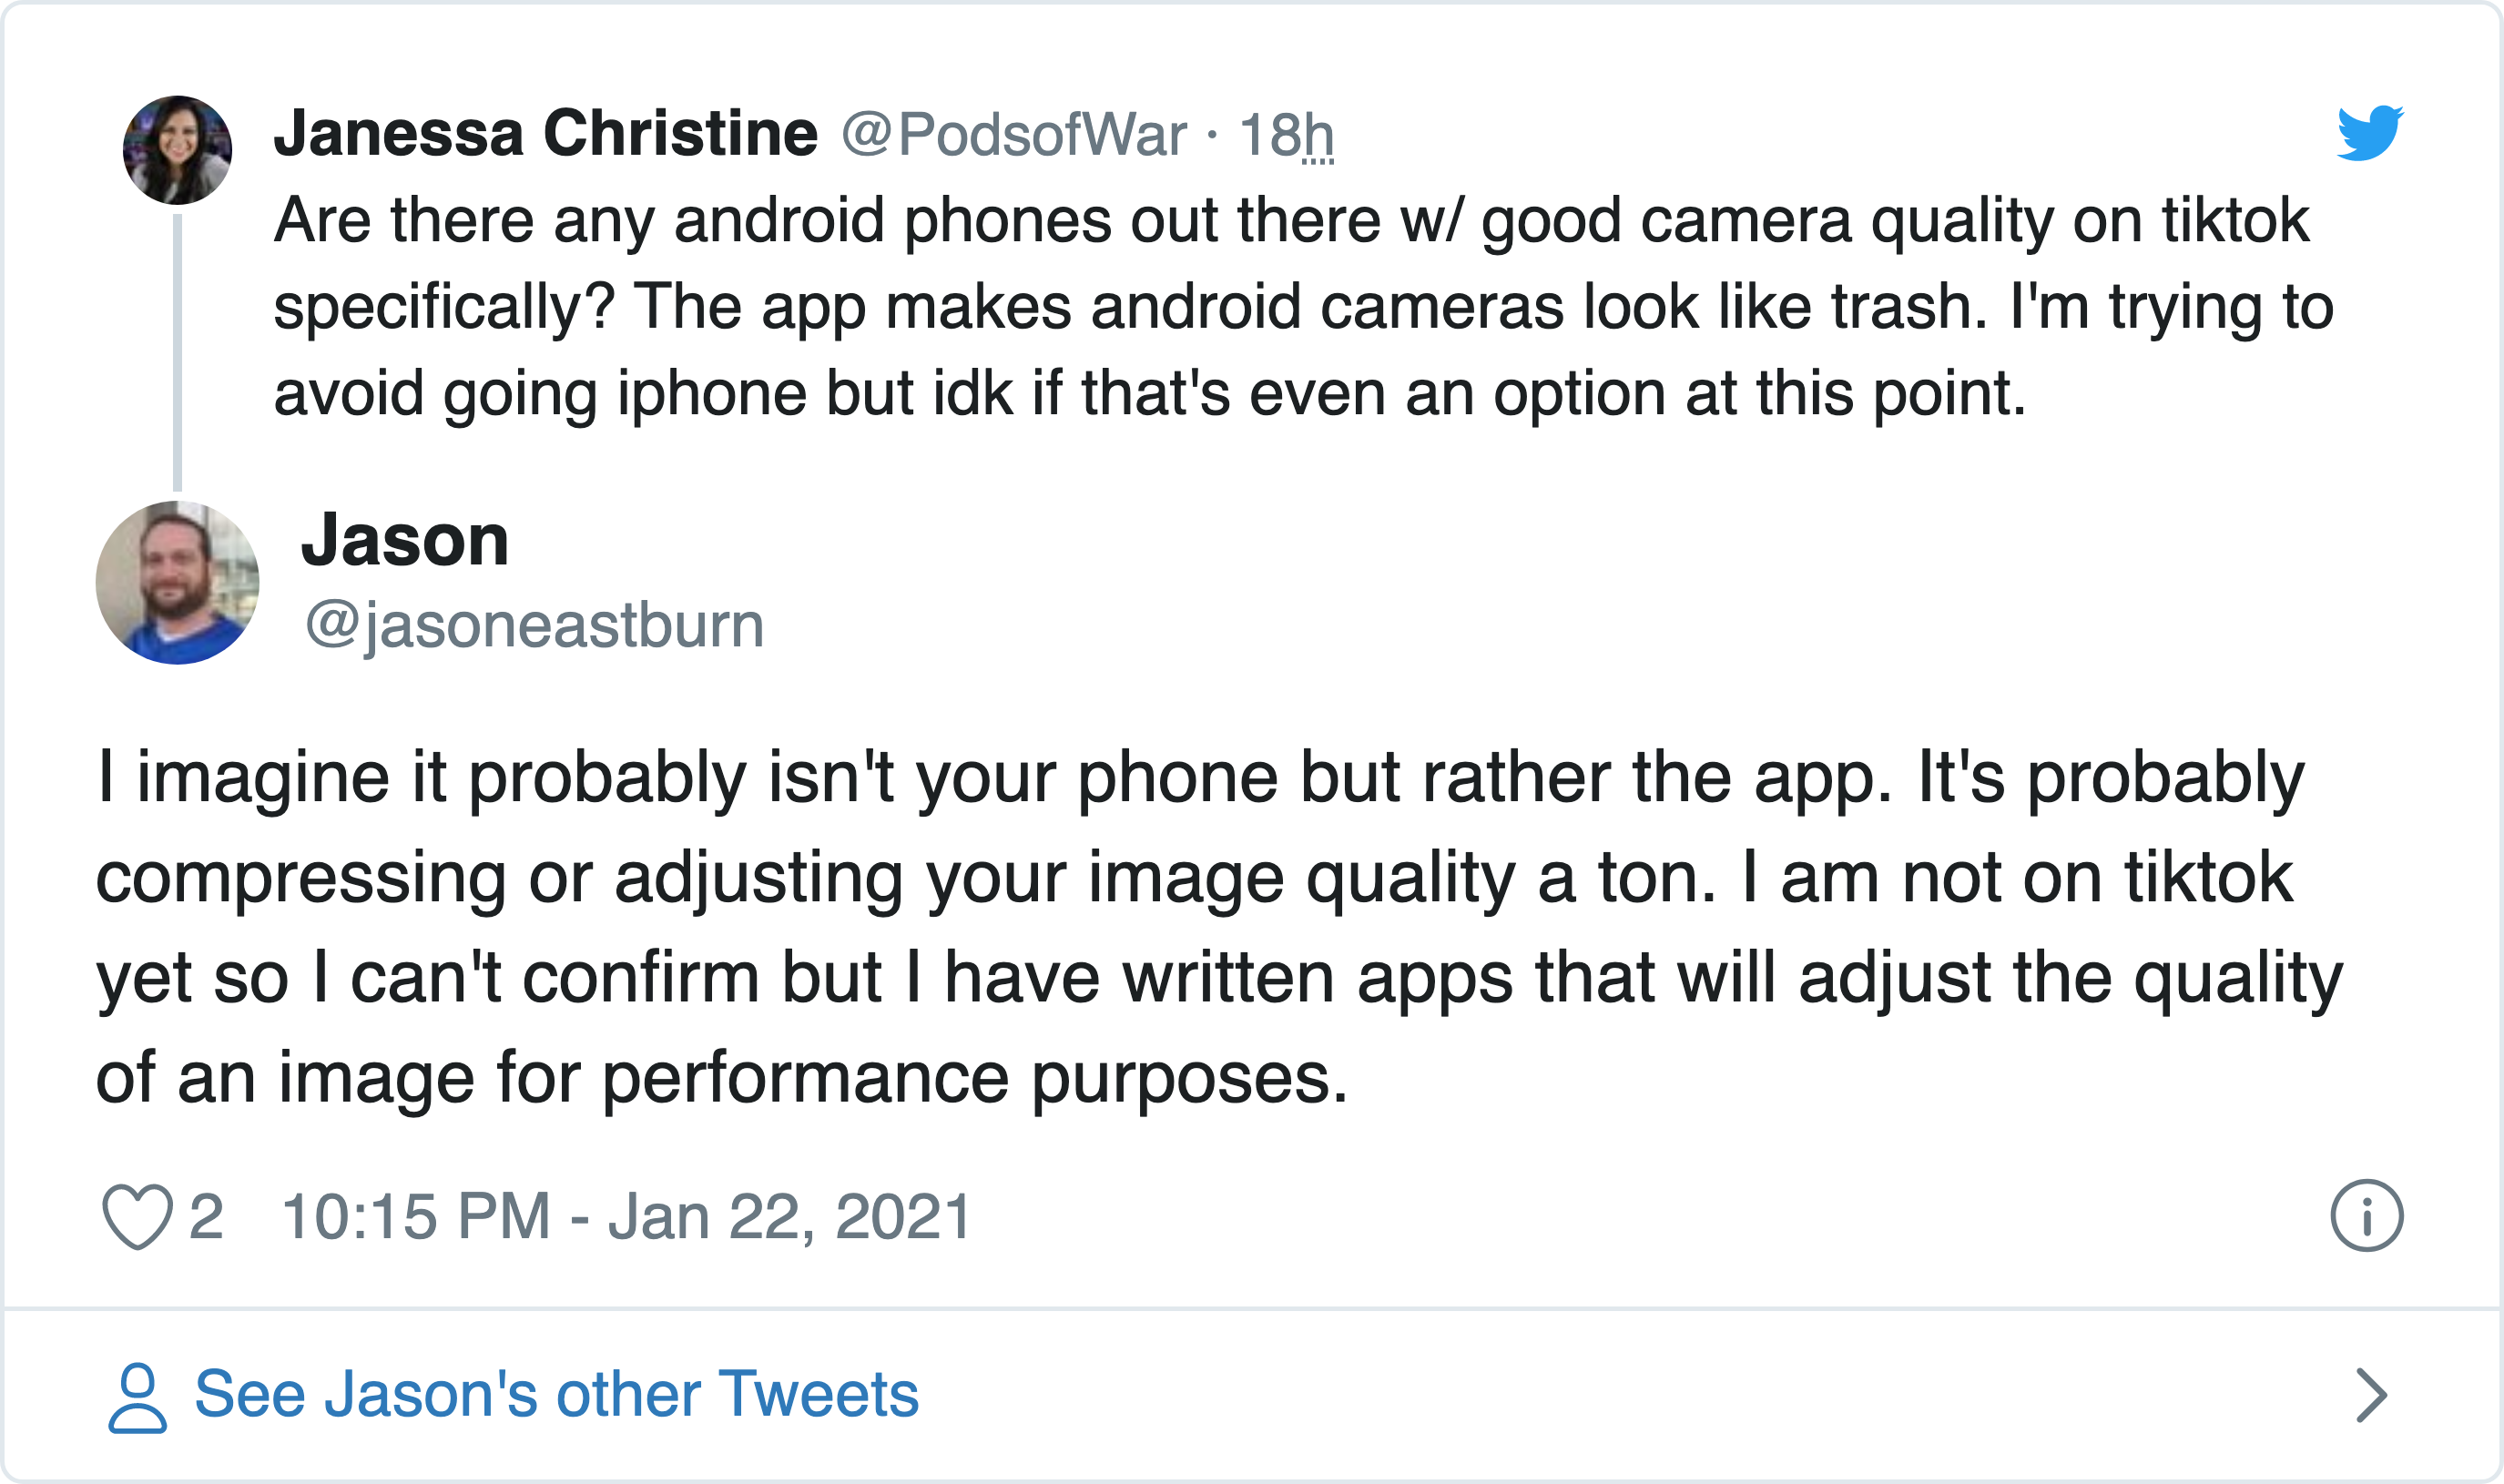 Janessa Christine @PodsofWar · 18h
Are there any android phones out there w/ good camera quality on tiktok
specifically? The app makes android cameras look like trash. I'm trying to
avoid going iphone but idk if that's even an option at this point.
Jason
@jasoneastburn
I imagine it probably isn't your phone but rather the app. It's probably
compressing or adjusting your image quality a ton. I am not on tiktok
yet so I can't confirm but I have written apps that will adjust the quality
of an image for performance purposes.
2 10:15 PM - Jan 22, 2021
See Jason's other Tweets